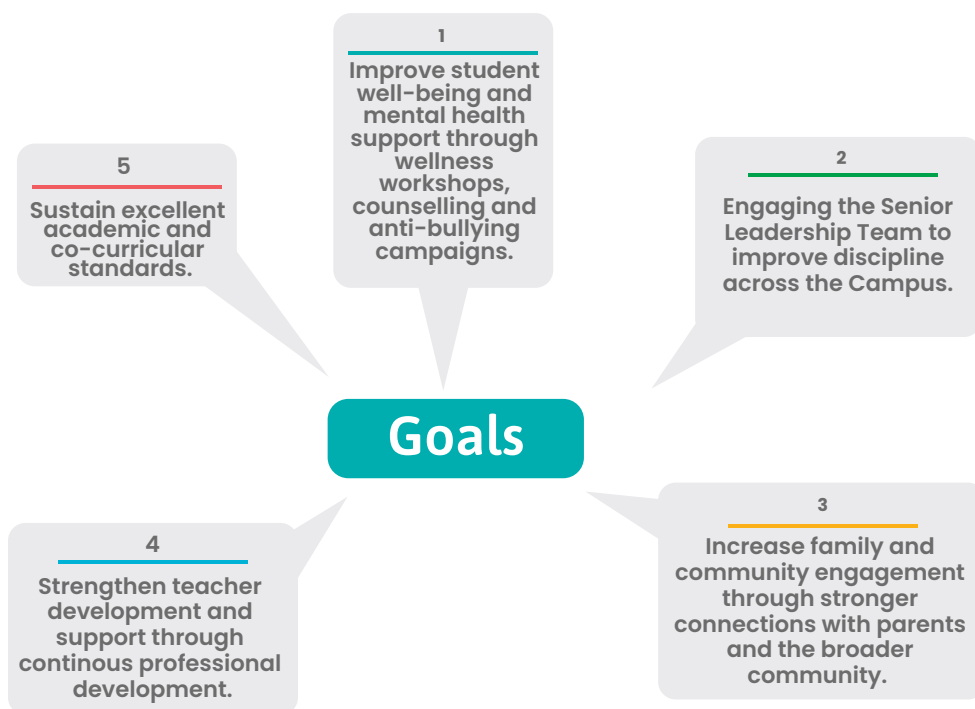 1
Improve student
well-being and
mental health
support through
wellness
workshops,
counselling and
anti-bullying
campaigns.
2
Engaging the Senior
Leadership Team to
improve discipline
across the Campus.
5
Sustain excellent
academic and
co-curricular
standards.
Goals
3
Increase family and
community engagement
through stronger
connections with parents
and the broader
community.
4
Strengthen teacher
development and
support through
continous professional
development.